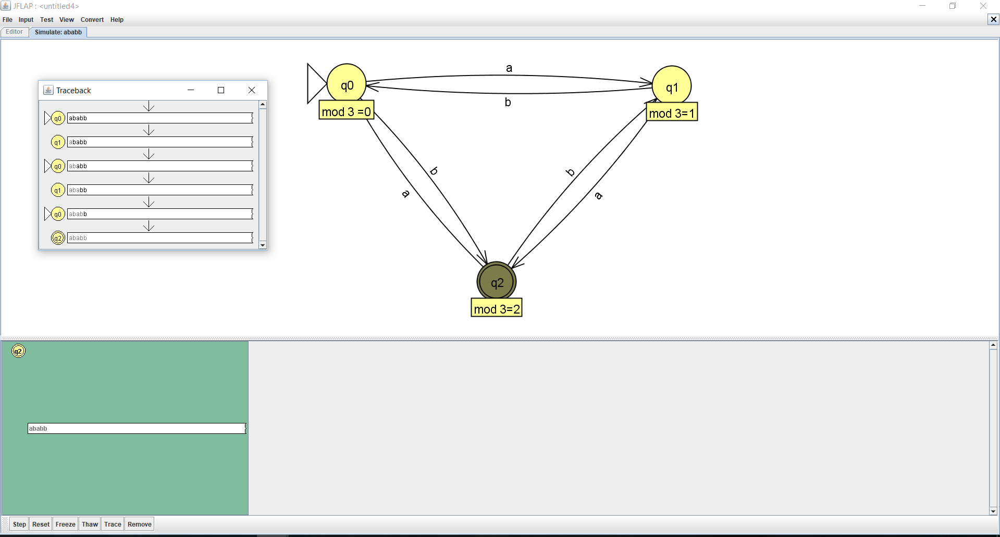 JFLAP : <untitled4>
File Input Test View Convert Help
Editor Simulate: ababb
Traceback
q0 ababb
q1 ababb
q0 ababb
q1 ababb
q0 ababb
q2 ababb
a
q0
q1
b
mod 3 =0
mod 3=1
b
b
a
a
q2
mod 3=2
q2
ababb
Step Reset Freeze Thaw Trace Remove